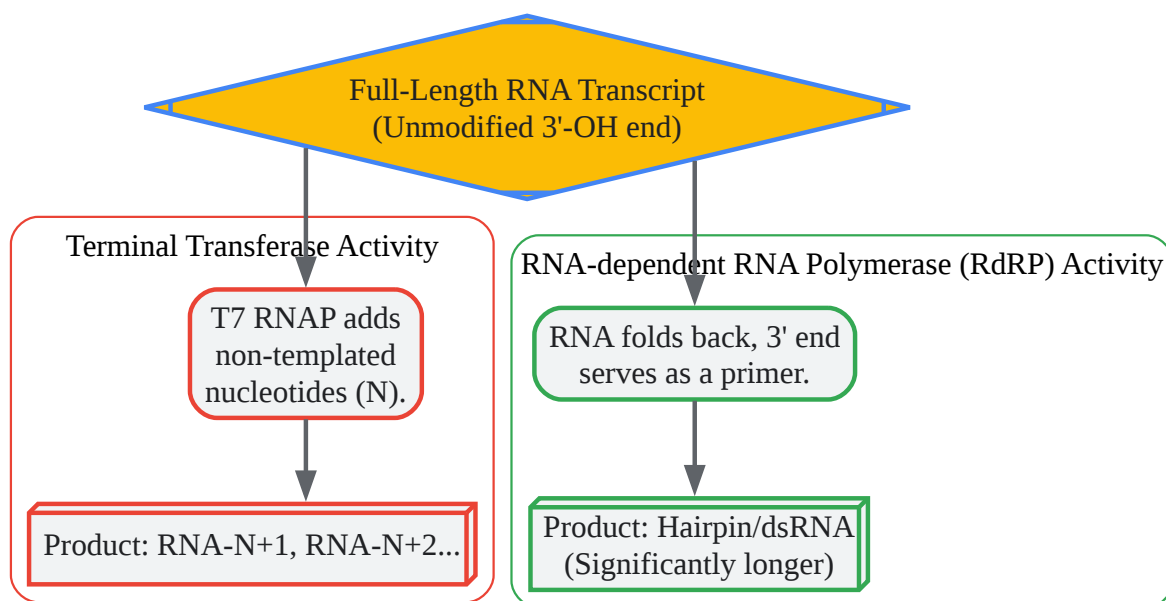 Full-Length RNA Transcript
(Unmodified 3'-OH end)
Terminal Transferase Activity
T7 RNAP adds
non-templated
nucleotides (N).
Product: RNA-N+1, RNA-N+2...
RNA-dependent RNA Polymerase (RdRP) Activity
RNA folds back, 3' end
serves as a primer.
Product: Hairpin/dsRNA
(Significantly longer)